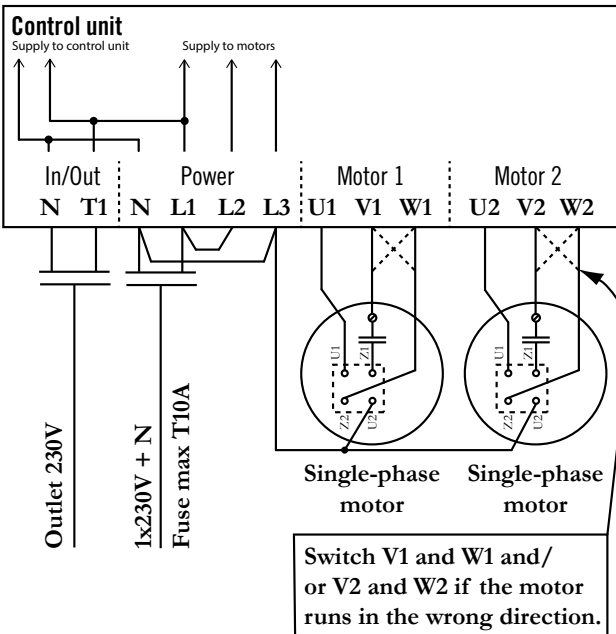 Control unit
Supply to control unit
Supply to motors
In/Out
Power
Motor 1
Motor 2
N T1 N L1 L2 L3 U1 V1 W1 U2 V2 W2
U1 Z1
Z2 U2
U1 Z1
Z2 U2
Outlet 230V
1x230V + N
Fuse max T10A
Single-phase
motor
Single-phase
motor
Switch V1 and W1 and/
or V2 and W2 if the motor
runs in the wrong direction.